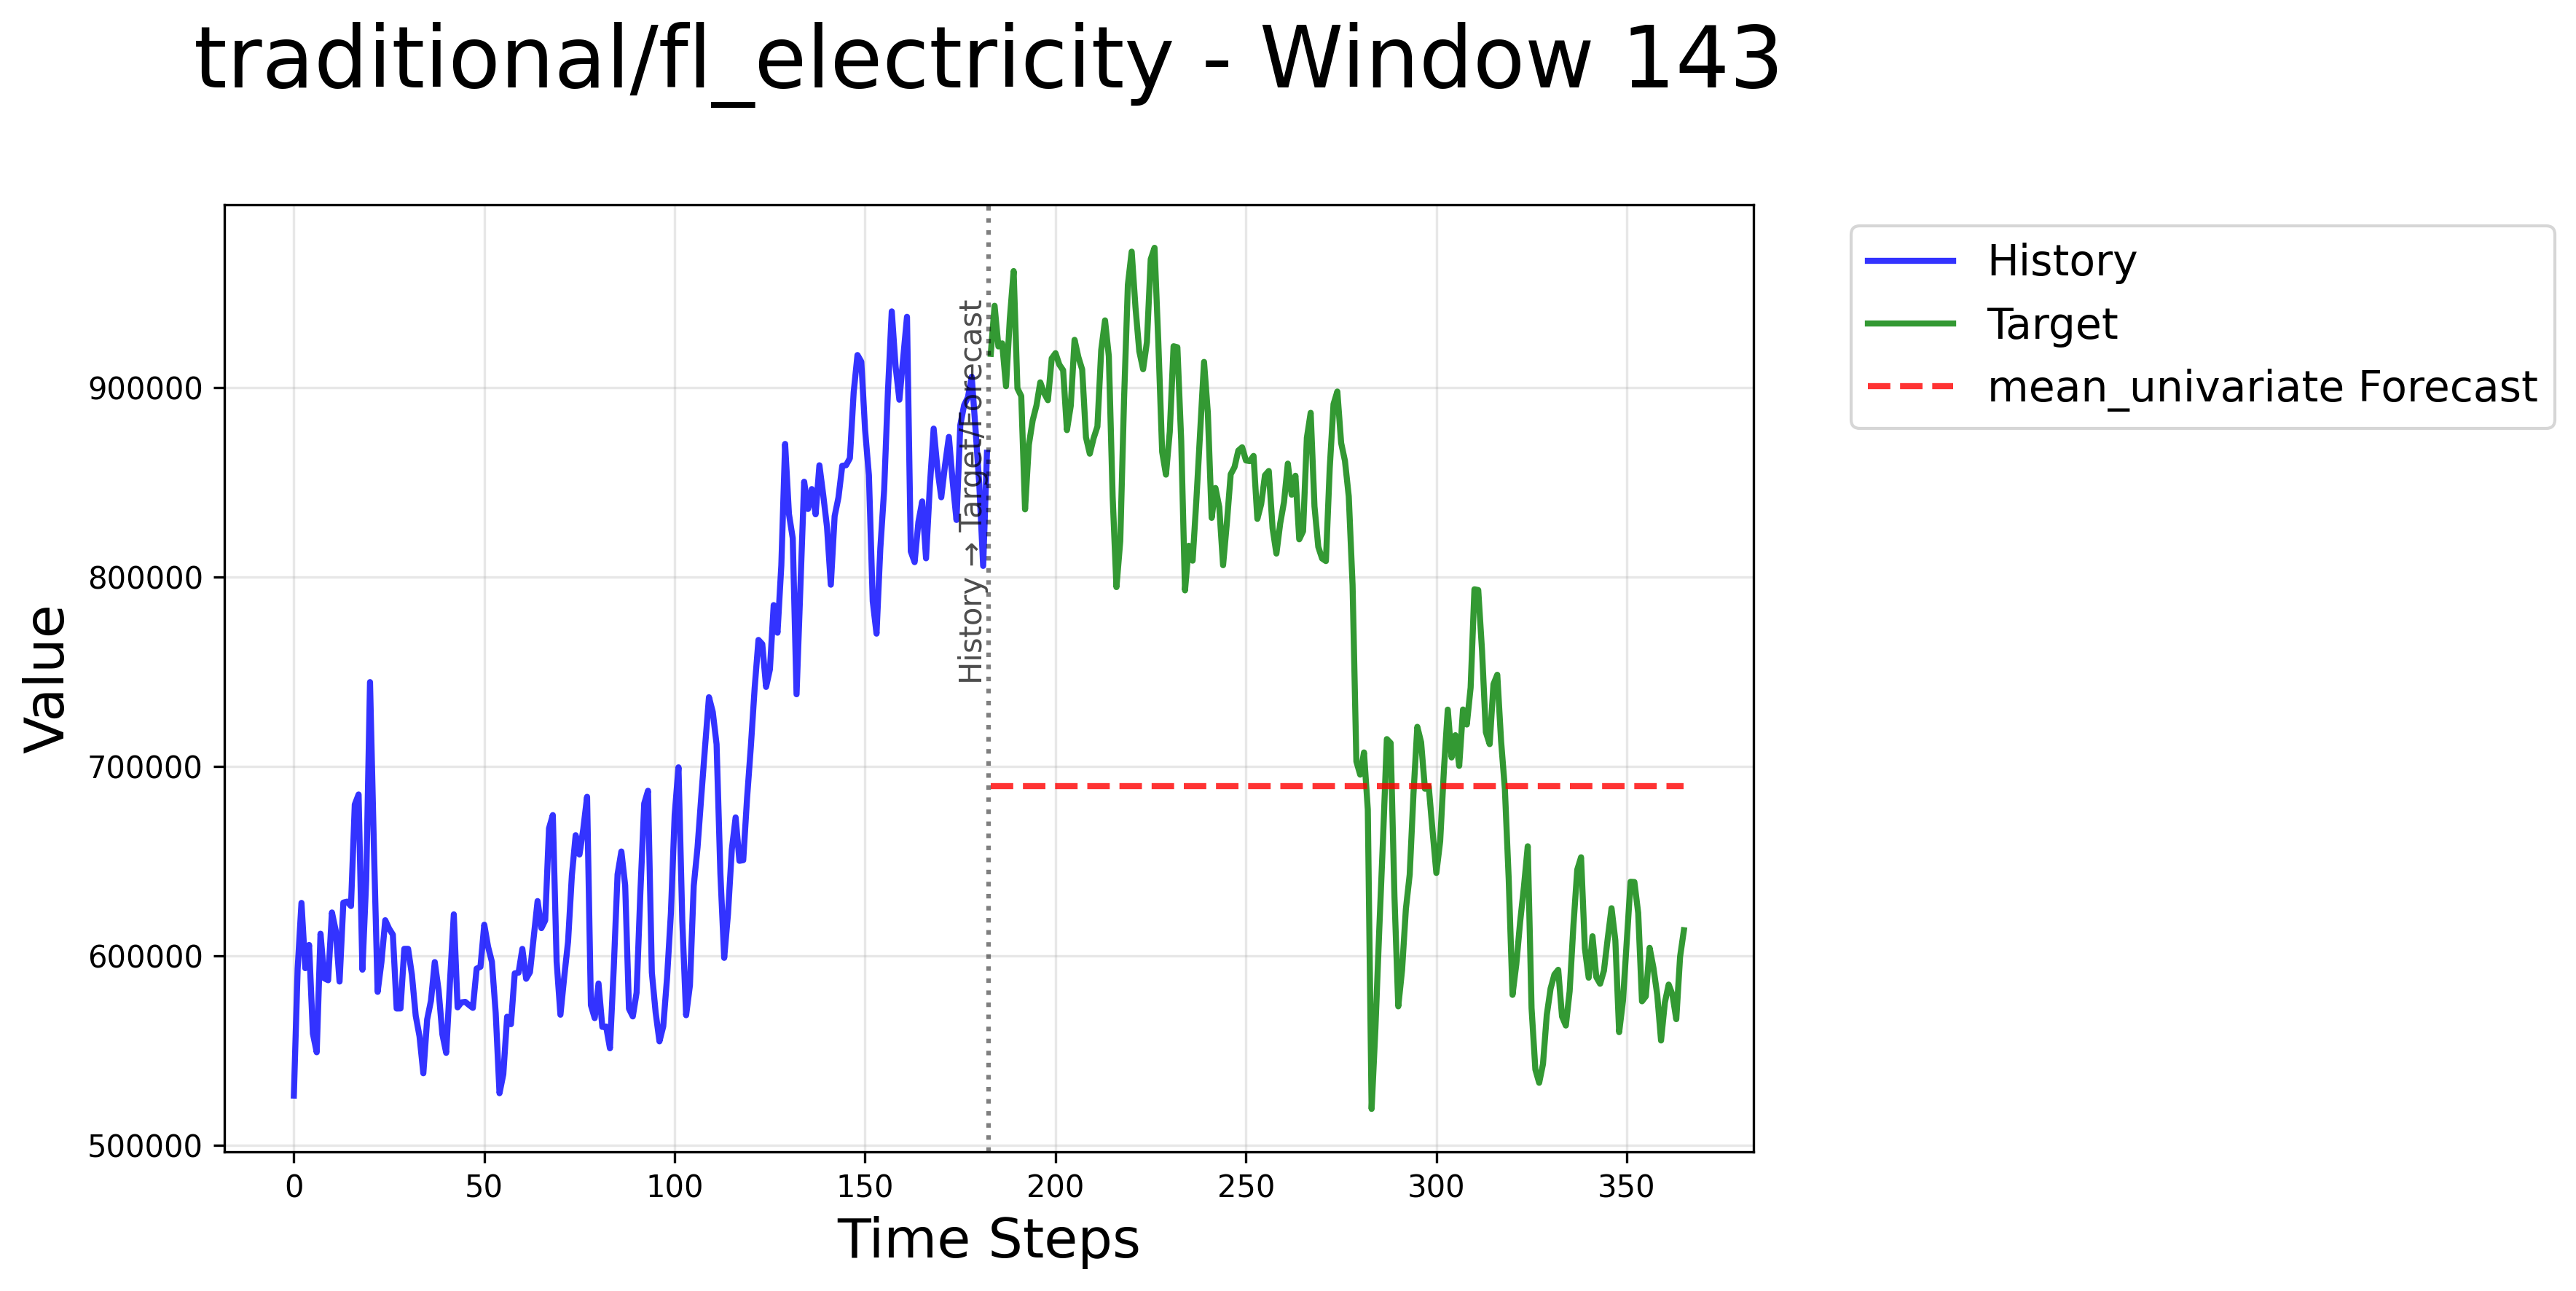 traditional/fl_electricity - Window 143
History
Target
mean_univariate Forecast
History → Target/Forecast
Value
900000
800000
700000
600000
500000
0 50 100 150 200 250 300 350
Time Steps